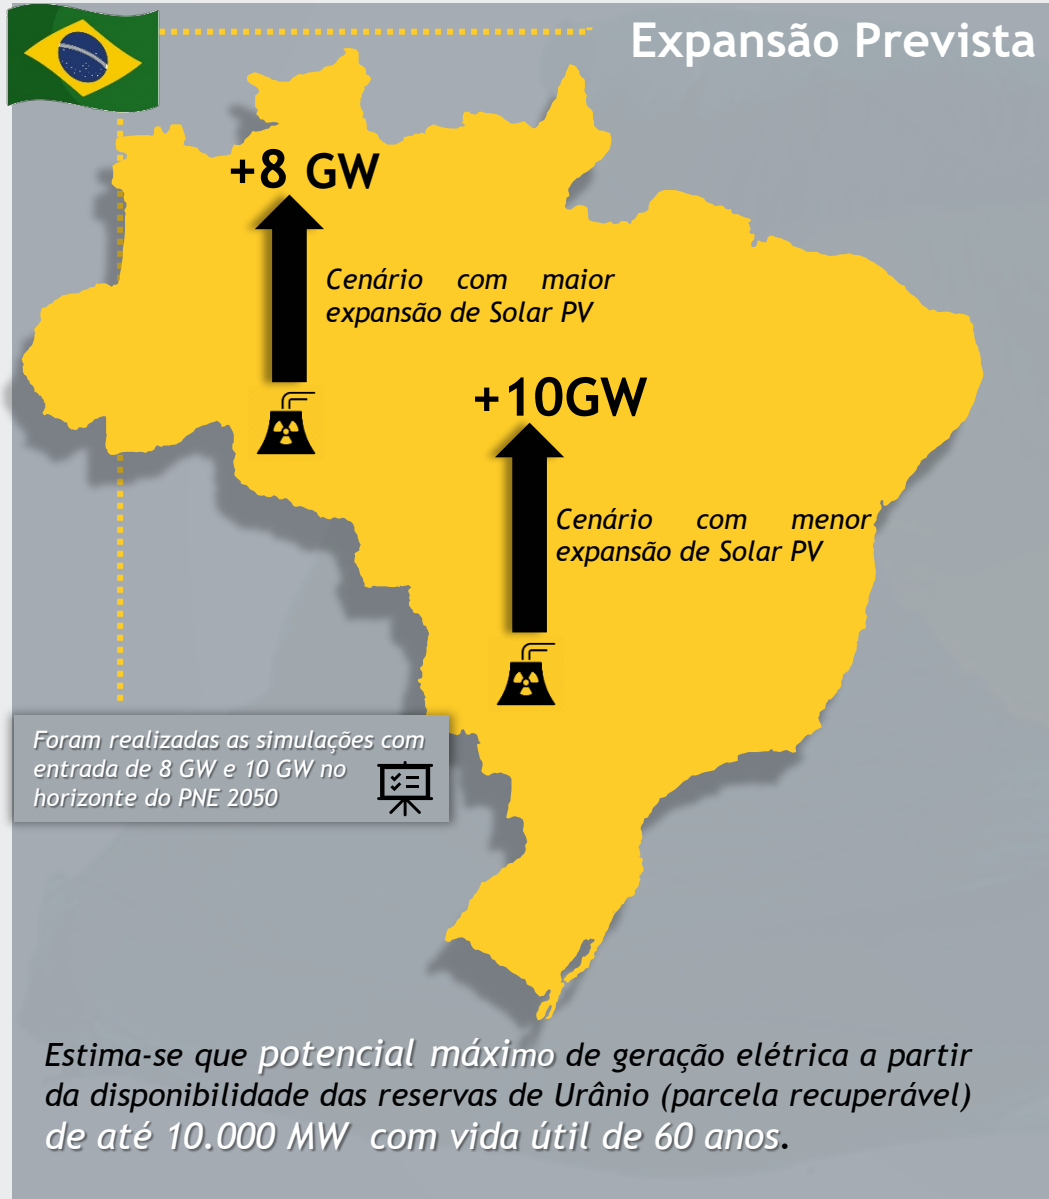 Expansão Prevista
+8 GW
Cenário com maior
expansão de Solar PV
+10GW
Cenário com menor
expansão de Solar PV
Foram realizadas as simulações com
entrada de 8 GW e 10 GW no
horizonte do PNE 2050
Estima-se que potencial máximo de geração elétrica a partir
da disponibilidade das reservas de Urânio (parcela recuperável)
de até 10.000 MW com vida útil de 60 anos.